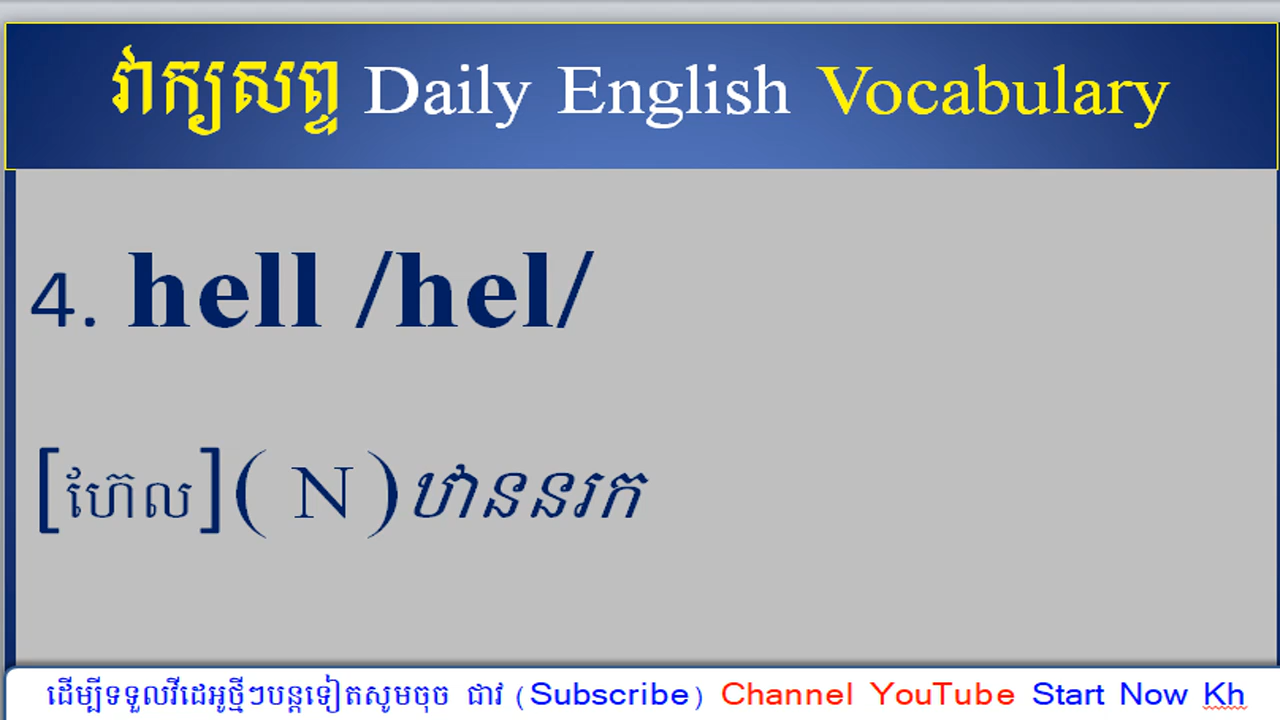 វាក្យសព្ទ Daily English Vocabulary
4. hell /hel/
[ហ៊ែល]( N )ឋាននរក
ដើម្បីទទួលវីដេអូថ្មីៗបន្តទៀតសូមចុច ជាវ (Subscribe) Channel YouTube Start Now Kh